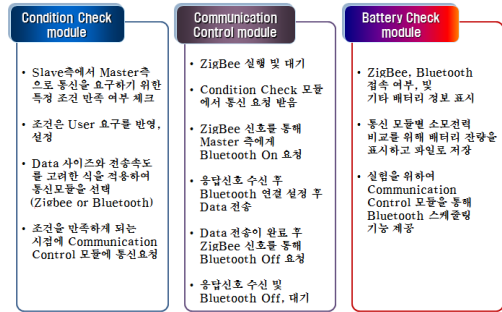 Condition Check
module
• Slave측에서 Master측
으로 통신을 요구하기 위한
특정 조건 만족 여부 체크
• 조건은 User 요구를 반영,
설정
• Data 사이즈와 전송속도
를 고려한 식을 적용하여
통신모듈을 선택
(Zigbee or Bluetooth)
• 조건을 만족하게 되는
시점에 Communication
Control 모듈에 통신요청
Communication
Control module
• ZigBee 실행 및 대기
• Condition Check 모듈
에서 통신 요청 받음
• ZigBee 신호를 통해
Master 측에게
Bluetooth On 요청
• 응답신호 수신 후
Bluetooth 연결 설정 후
Data 전송
• Data 전송이 완료 후
ZigBee 신호를 통해
Bluetooth Off 요청
• 응답신호 수신 및
Bluetooth Off, 대기
Battery Check
module
• ZigBee, Bluetooth
접속 여부, 및
기타 배터리 정보 표시
• 통신 모듈별 소모전력
비교를 위해 배터리 잔량을
표시하고 파일로 저장
• 실험을 위하여
Communication
Control 모듈을 통해
Bluetooth 스케쥴링
기능 제공